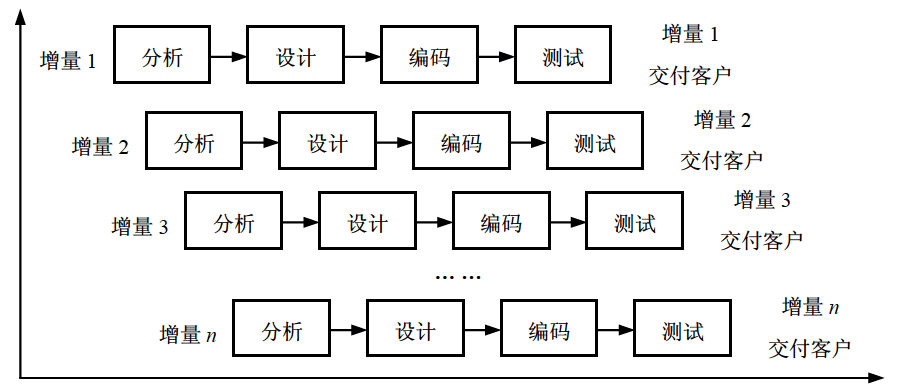 增量 1
分析
设计
编码
测试
增量 1
交付客户
增量 2
分析
设计
编码
测试
增量 2
交付客户
增量 3
分析
设计
编码
测试
增量 3
交付客户
... ...
增量 n
分析
设计
编码
测试
增量 n
交付客户